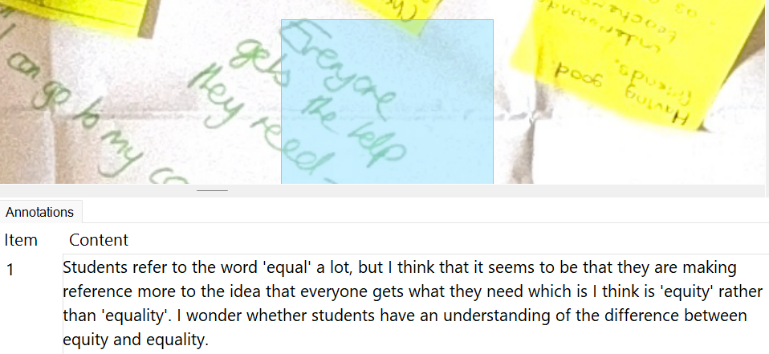 I can go to my co
Everyone
gets the help
they need-
Having good
friends.
Annotations
Item Content
1 Students refer to the word 'equal' a lot, but I think that it seems to be that they are making
reference more to the idea that everyone gets what they need which is I think is 'equity' rather
than 'equality'. I wonder whether students have an understanding of the difference between
equity and equality.